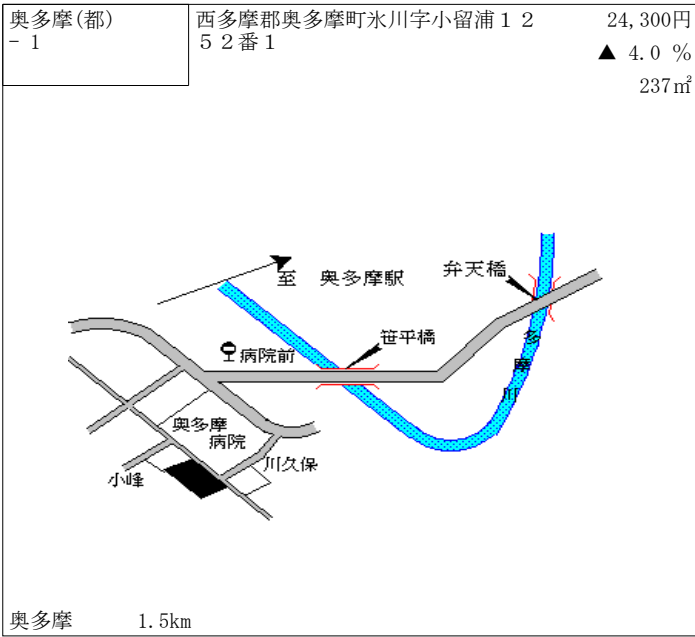 奥多摩(都)
- 1
西多摩郡奥多摩町氷川字小留浦１２
５２番１
24,300円
▲ 4.0 %
237㎡
至 奥多摩駅
弁天橋
笹平橋
病院前
多摩川
奥多摩
病院
川久保
小峰
奥多摩 1.5km